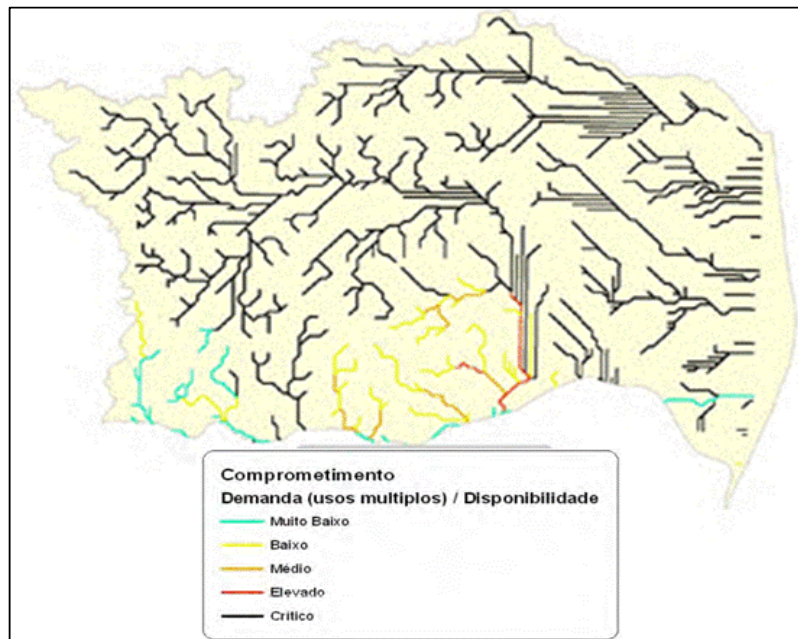 Comprometimento
Demanda (usos multiplos) / Disponibilidade
Muito Baixo
Baixo
Médio
Elevado
Crítico